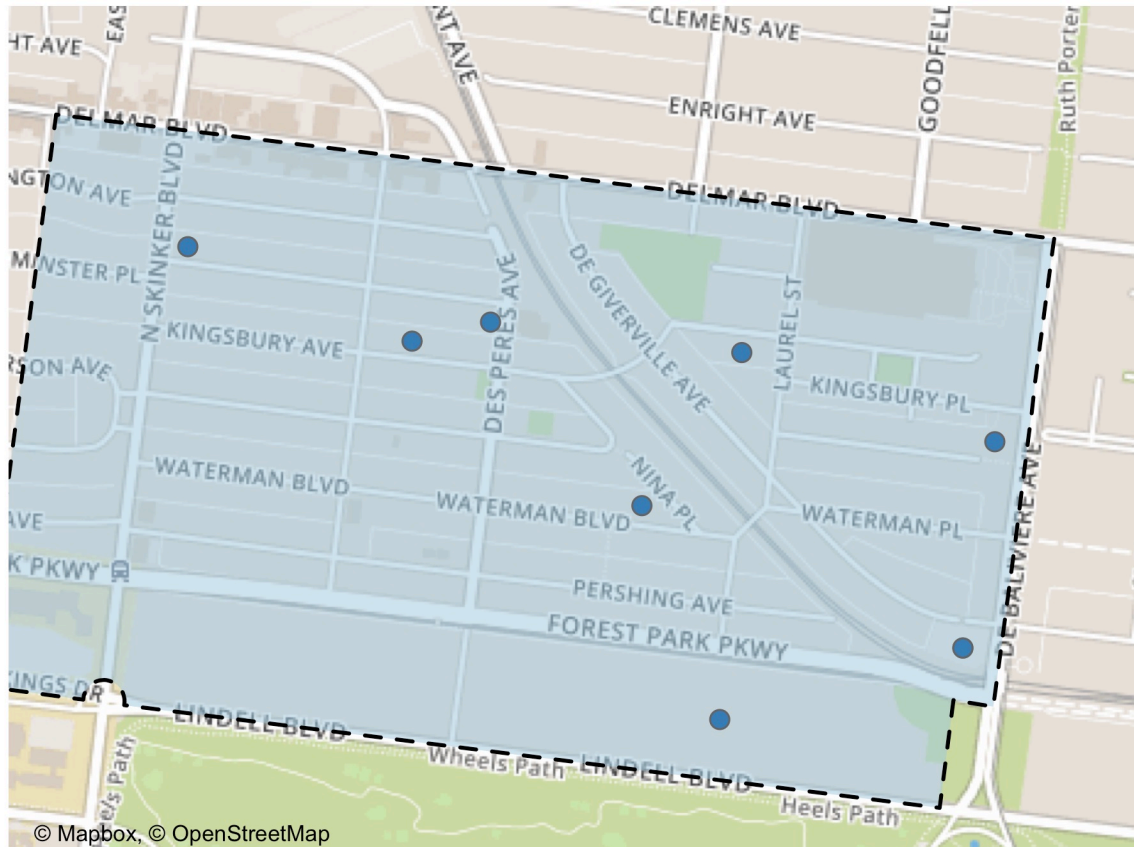 CLEMENS AVE
EAS
NT AVE
GOODFELL
Ruth Porter
HT AVE
ENRIGHT AVE
DELMAR BLVD
DELMAR BLVD
NGTON AVE
N SKINKER BLVD
MINSTER PL
DES PERES AVE
DE GIVERVILLE AVE
LAUREL ST
KINGSBURY AVE
KINGSBURY PL
RSON AVE
WATERMAN BLVD
WATERMAN BLVD
NINA PL
WATERMAN PL
DE BALIVIERE AVE
AVE
K PKWY
PERSHING AVE
FOREST PARK PKWY
KINGS DR
LINDELL BLVD
Wheels Path
LINDELL BLVD
els Path
Heels Path
© Mapbox, © OpenStreetMap